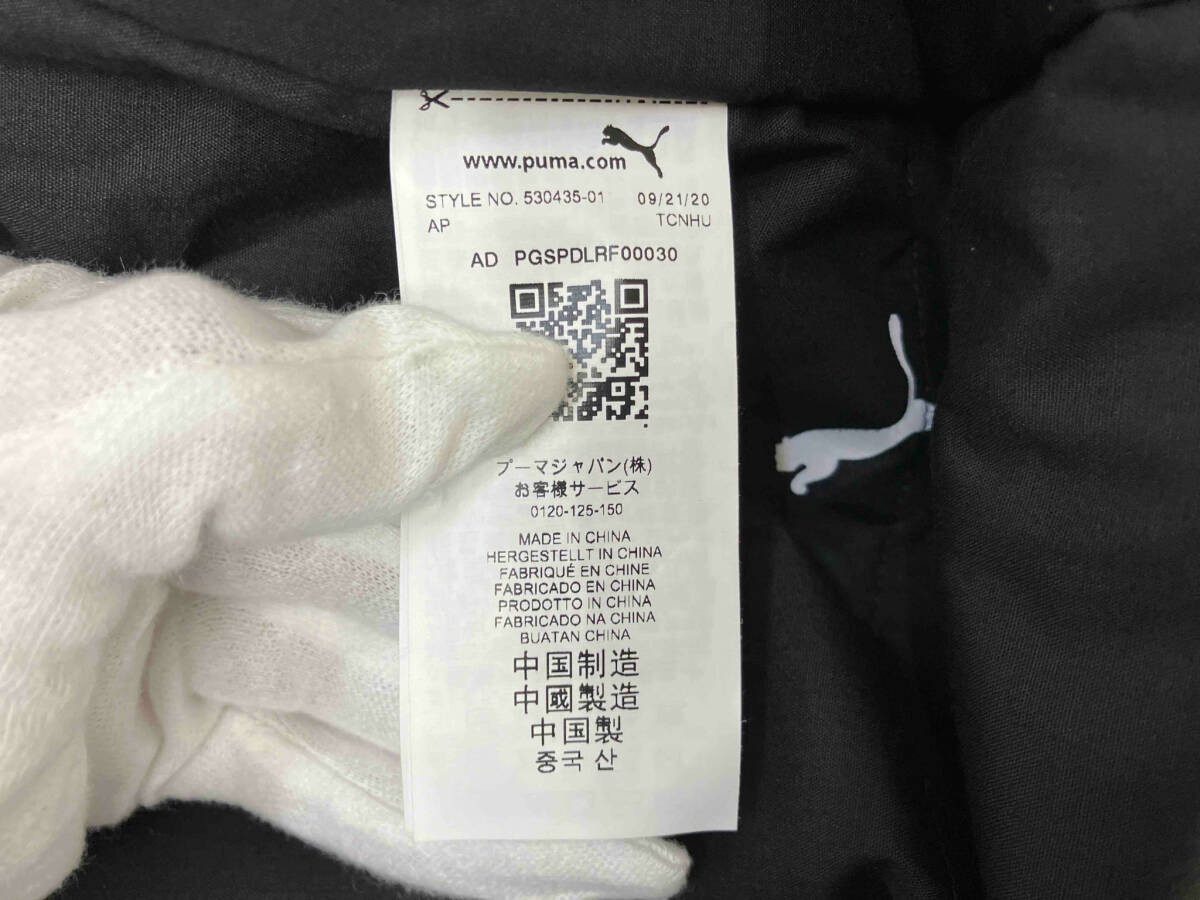 www.puma.com
STYLE NO. 530435-01 09/21/20
AP TCNHU
AD PGSPDLRF00030
プーマジャパン(株)
お客様サービス
0120-125-150
MADE IN CHINA
HERGESTELLT IN CHINA
FABRIQUÉ EN CHINE
FABRICADO EN CHINA
PRODOTTO IN CHINA
FABRICADO NA CHINA
BUATAN CHINA
中国制造
中國製造
中国製
중국 산